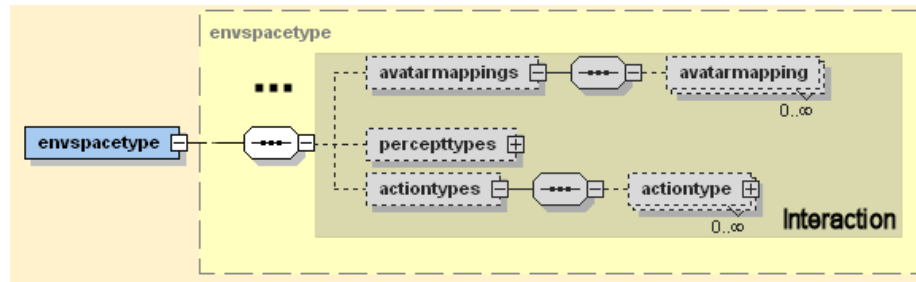 envspacetype
avatarmappings
avatarmapping
0..∞
envspacetype
percepttypes
actiontypes
actiontype
0..∞
Interaction